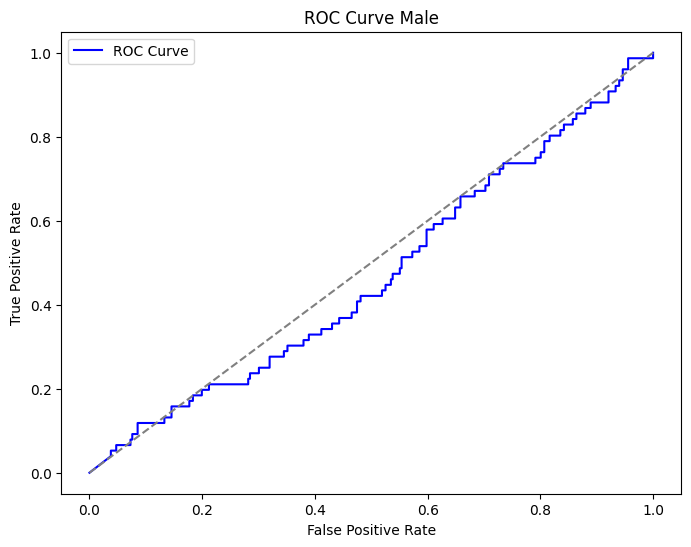 ROC Curve Male
ROC Curve
1.0
0.8
0.6
0.4
0.2
0.0
True Positive Rate
0.0 0.2 0.4 0.6 0.8 1.0
False Positive Rate